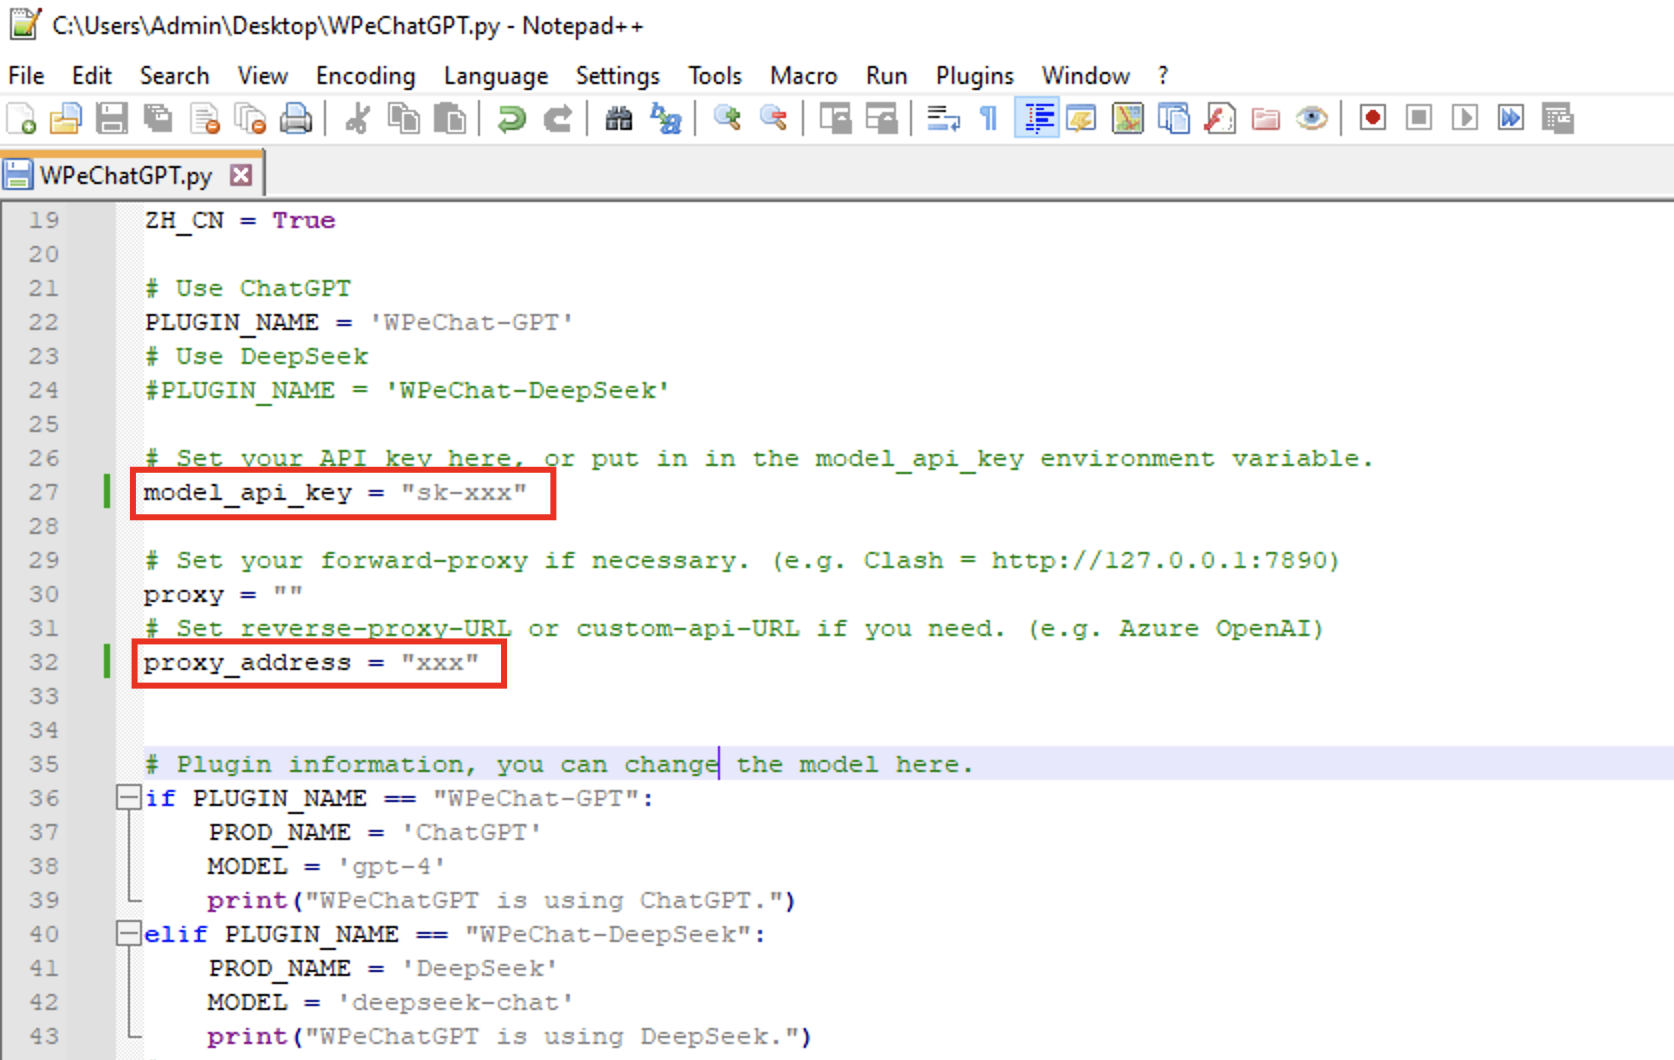 C:\Users\Admin\Desktop\WPeChatGPT.py - Notepad++
File Edit Search View Encoding Language Settings Tools Macro Run Plugins Window ?
WPeChatGPT.py
19 ZH_CN = True
20
21 # Use ChatGPT
22 PLUGIN_NAME = 'WPeChat-GPT'
23 # Use DeepSeek
24 #PLUGIN_NAME = 'WPeChat-DeepSeek'
25
26 # Set your API key here, or put in in the model_api_key environment variable.
27 model_api_key = "sk-xxx"
28
29 # Set your forward-proxy if necessary. (e.g. Clash = http://127.0.0.1:7890)
30 proxy = ""
31 # Set reverse-proxy-URL or custom-api-URL if you need. (e.g. Azure OpenAI)
32 proxy_address = "xxx"
33
34
35 # Plugin information, you can change the model here.
36 if PLUGIN_NAME == "WPeChat-GPT":
37 PROD_NAME = 'ChatGPT'
38 MODEL = 'gpt-4'
39 print("WPeChatGPT is using ChatGPT.")
40 elif PLUGIN_NAME == "WPeChat-DeepSeek":
41 PROD_NAME = 'DeepSeek'
42 MODEL = 'deepseek-chat'
43 print("WPeChatGPT is using DeepSeek.")